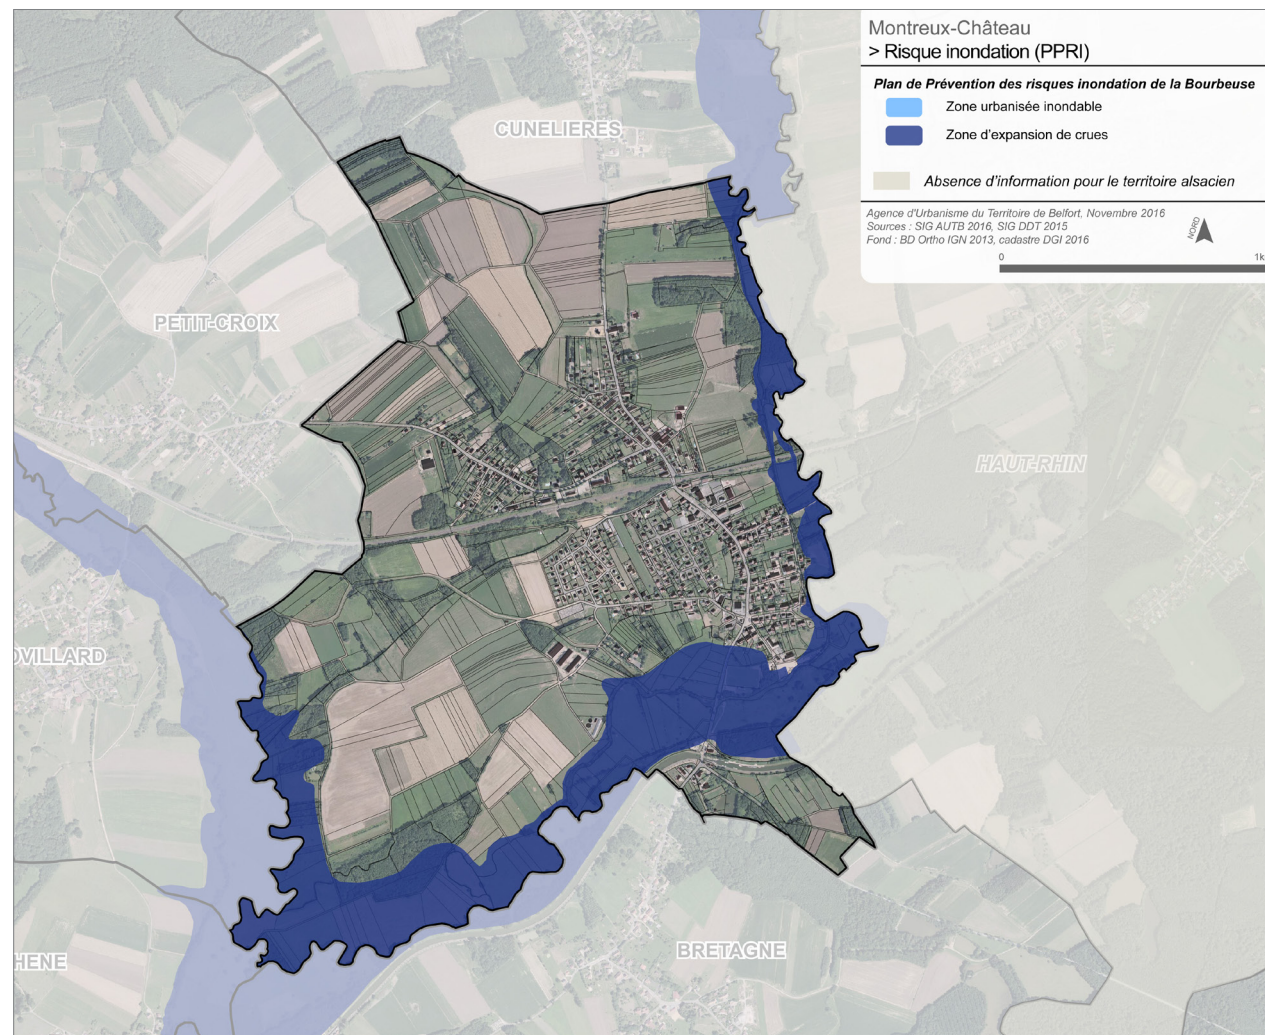 Montreux-Château
> Risque inondation (PPRI)
Plan de Prévention des risques inondation de la Bourbeuse
Zone urbanisée inondable
Zone d'expansion de crues
Absence d'information pour le territoire alsacien
Agence d'Urbanisme du Territoire de Belfort, Novembre 2016
Sources : SIG AUTB 2016, SIG DDT 2015
Fond : BD Ortho IGN 2013, cadastre DGI 2016
NORD
0 1k
CUNELIERES
PETIT-CROIX
HAUT-RHIN
OVILLARD
BRETAGNE
HENE